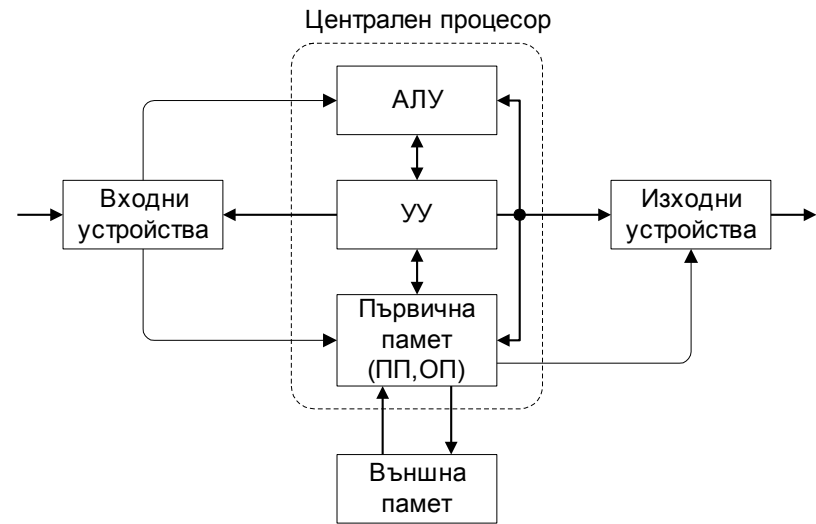 Централен процесор
АЛУ
Входни
устройства
УУ
Изходни
устройства
Първична
памет
(ПП,ОП)
Външна
памет